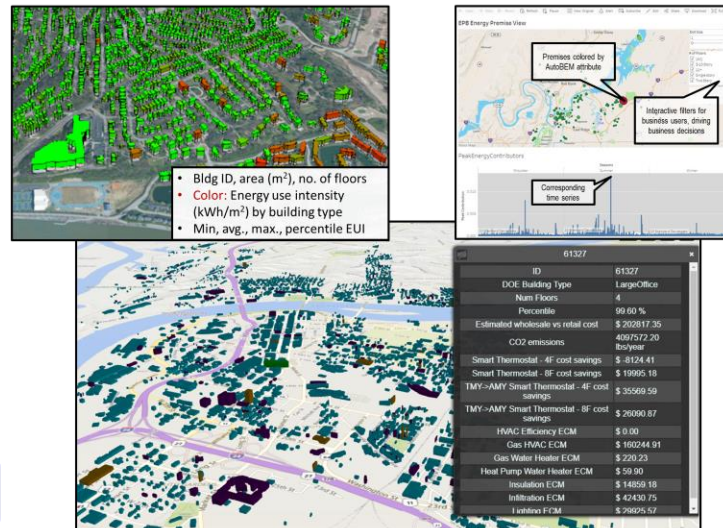 • Bldg ID, area (m²), no. of floors
• Color: Energy use intensity
(kWh/m²) by building type
• Min, avg., max., percentile EUI
EPB Energy Premise View
Premises colored by
AutoBEM attribute
Interactive filters for
business users, driving
business decisions
PeakEnergyContributions
Corresponding
time series
61327
ID 61327
DOE Building Type LargeOffice
Num Floors 4
Percentile 99.60 %
Estimated wholesale vs retail cost $ 202817.35
CO2 emissions 4097572.20
lbs/year
Smart Thermostat - 4F cost savings $ -8124.41
Smart Thermostat - 8F cost savings $ 19995.18
TMY->AMY Smart Thermostat - 4F cost
savings $ 35569.59
TMY->AMY Smart Thermostat - 8F cost
savings $ 26090.87
HVAC Efficiency ECM $ 0.00
Gas HVAC ECM $ 160244.91
Gas Water Heater ECM $ 220.23
Heat Pump Water Heater ECM $ 59.90
Insulation ECM $ 14859.18
Infiltration ECM $ 42430.75
Lighting ECM $ 29925.57